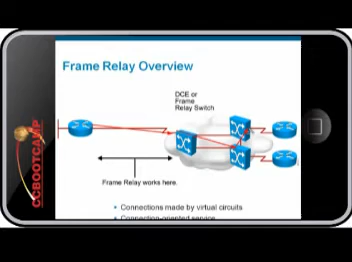 Frame Relay Overview
DCE or
Frame
Relay Switch
Frame Relay works here.
• Connections made by virtual circuits
• Connection-oriented service
CCBOOTCAMP